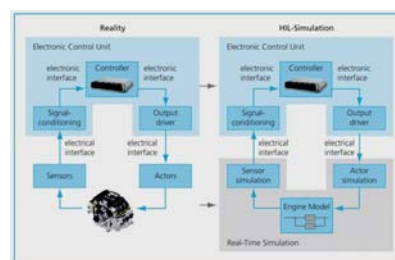 Reality
Electronic Control Unit
electronic
interface
Controller
electronic
interface
Signal-
conditioning
Output
driver
electrical
interface
electrical
interface
Sensors
Actors
HIL-Simulation
Electronic Control Unit
electronic
interface
Controller
electronic
interface
Signal-
conditioning
Output
driver
electrical
interface
electrical
interface
Sensor
simulation
Actor
simulation
Engine Model
Real-Time Simulation